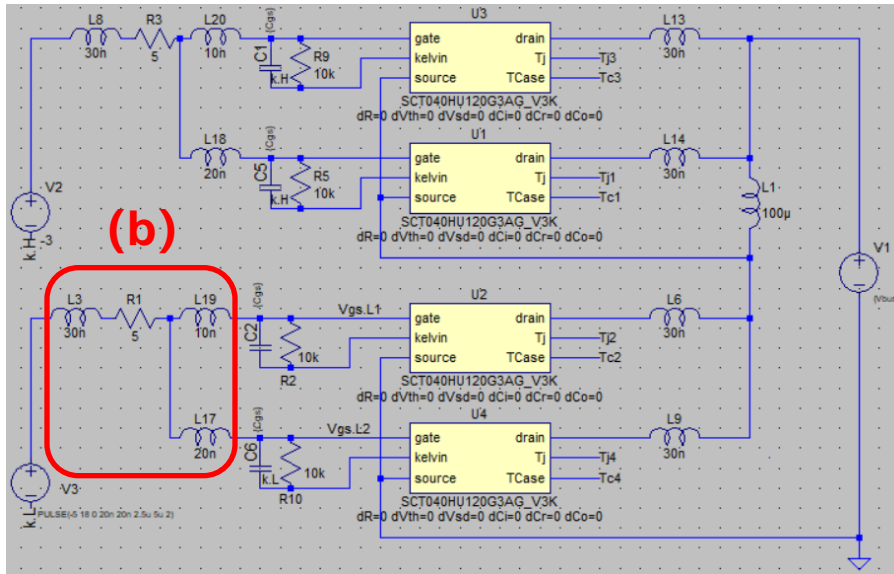 U3
L8
30n
R3
5
L20
10n
{Cgs}
C1
k.H
R9
10k
gate
kelvin
source
drain
Tj
TCase
Tj3
Tc3
SCT040HU120G3AG_V3K
dR=0 dVth=0 dVsd=0 dCi=0 dCr=0 dCo=0
L13
30n
L18
20n
{Cgs}
C5
k.H
R5
10k
U1
gate
kelvin
source
drain
Tj
TCase
Tj1
Tc1
SCT040HU120G3AG_V3K
dR=0 dVth=0 dVsd=0 dCi=0 dCr=0 dCo=0
L14
30n
L1
100µ
V2
-3
k.H
V1
(b)
L3
30n
R1
5
L19
10n
{Cgs}
C2
10k
R2
Vgs.L1
U2
gate
kelvin
source
drain
Tj
TCase
Tj2
Tc2
SCT040HU120G3AG_V3K
dR=0 dVth=0 dVsd=0 dCi=0 dCr=0 dCo=0
L6
30n
L17
20n
{Cgs}
C6
k.L
10k
R10
Vgs.L2
U4
gate
kelvin
source
drain
Tj
TCase
Tj4
Tc4
SCT040HU120G3AG_V3K
dR=0 dVth=0 dVsd=0 dCi=0 dCr=0 dCo=0
L9
30n
V3
k.L
PULSE(-5 18 0 20n 20n 2.5u 5u 2)